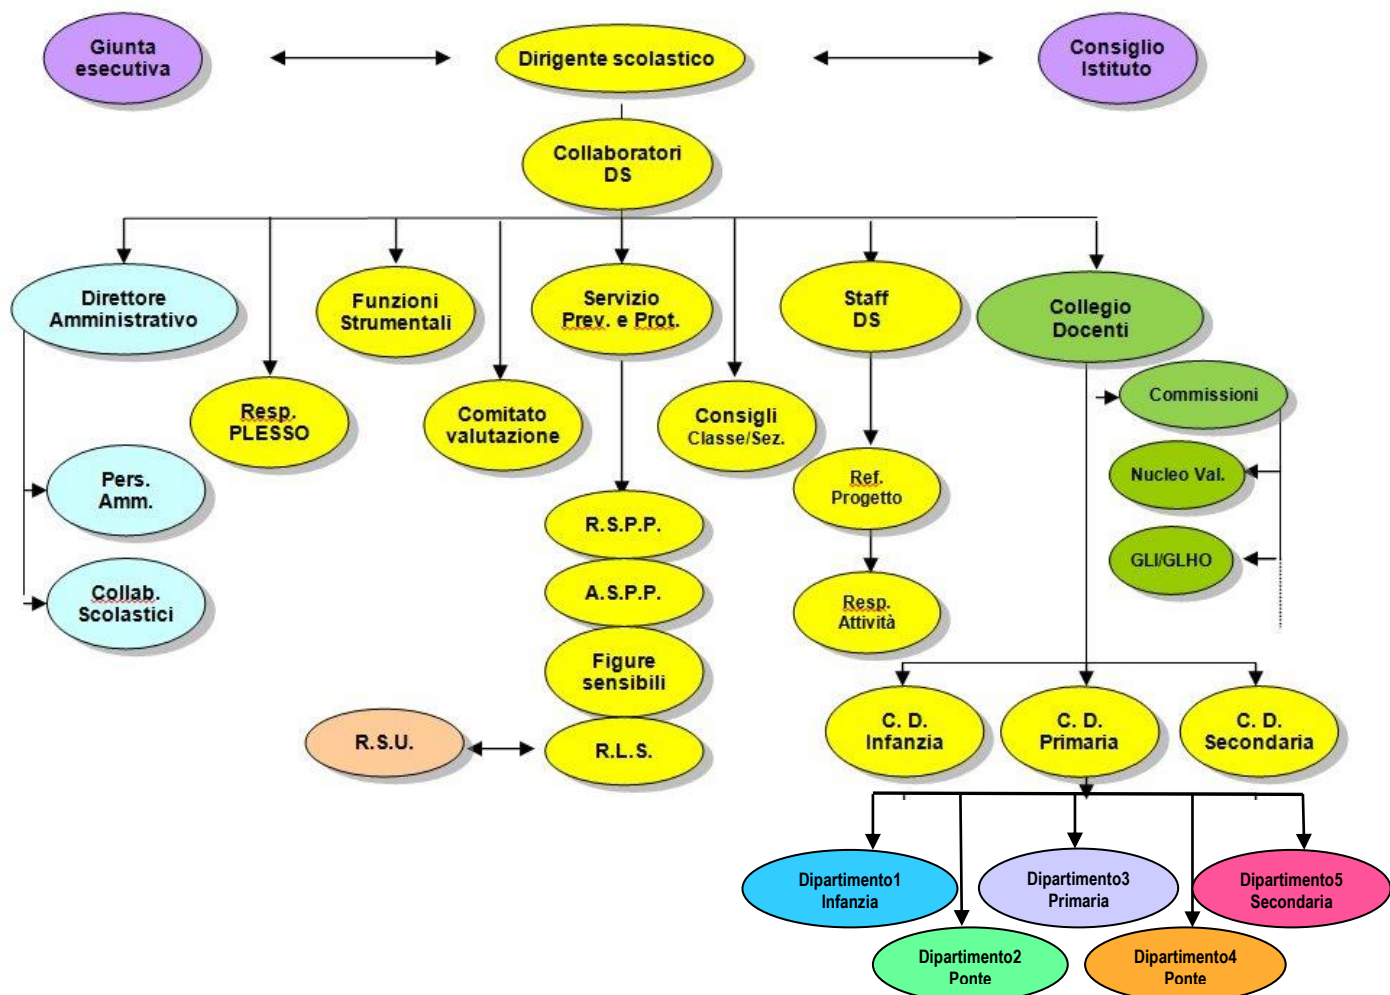 Giunta
esecutiva
Dirigente scolastico
Consiglio
Istituto
Collaboratori
DS
Direttore
Amministrativo
Funzioni
Strumentali
Servizio
Prev. e Prot.
Staff
DS
Collegio
Docenti
Resp.
PLESSO
Comitato
valutazione
Consigli
Classe/Sez.
Commissioni
Pers.
Amm.
Ref.
Progetto
Nucleo Val.
R.S.P.P.
GLI/GLHO
Collab.
Scolastici
A.S.P.P.
Resp.
Attività
Figure
sensibili
R.S.U.
R.L.S.
C. D.
Infanzia
C. D.
Primaria
C. D.
Secondaria
Dipartimento1
Infanzia
Dipartimento3
Primaria
Dipartimento5
Secondaria
Dipartimento2
Ponte
Dipartimento4
Ponte